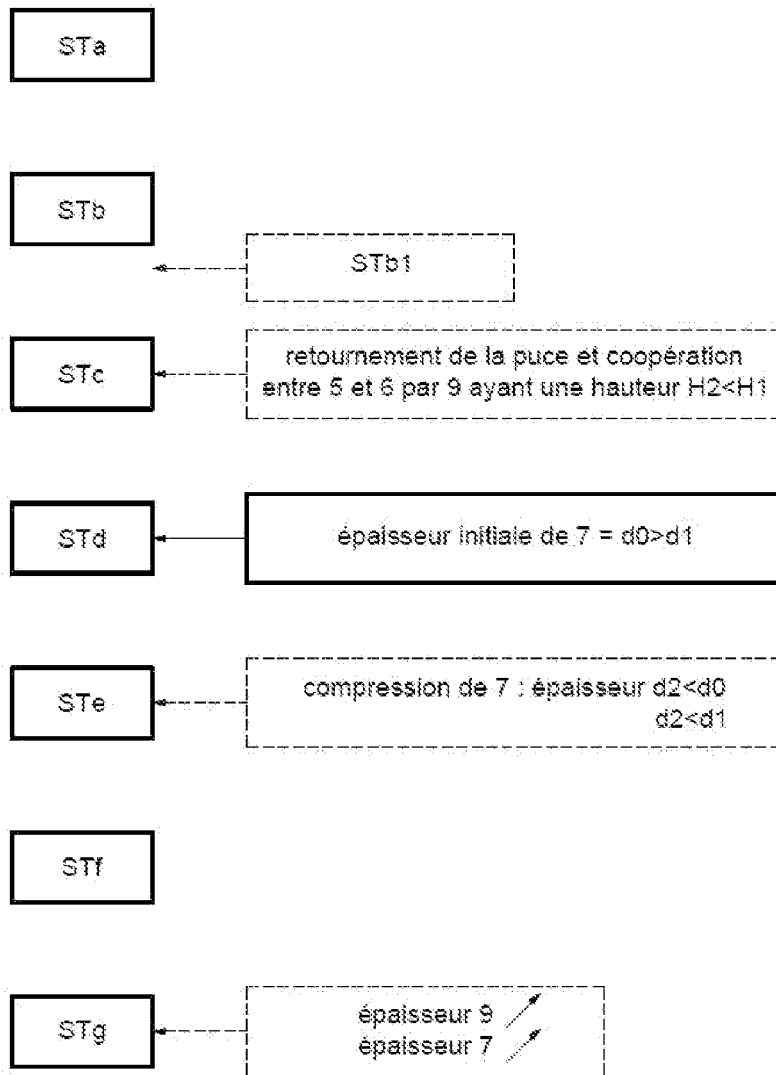 STa
STb
STb1
STc
retournement de la puce et coopération
entre 5 et 6 par 9 ayant une hauteur H2<H1
STd
épaisseur initiale de 7 = d0>d1
STe
compression de 7 : épaisseur d2<d0
d2<d1
STf
STg
épaisseur 9
épaisseur 7